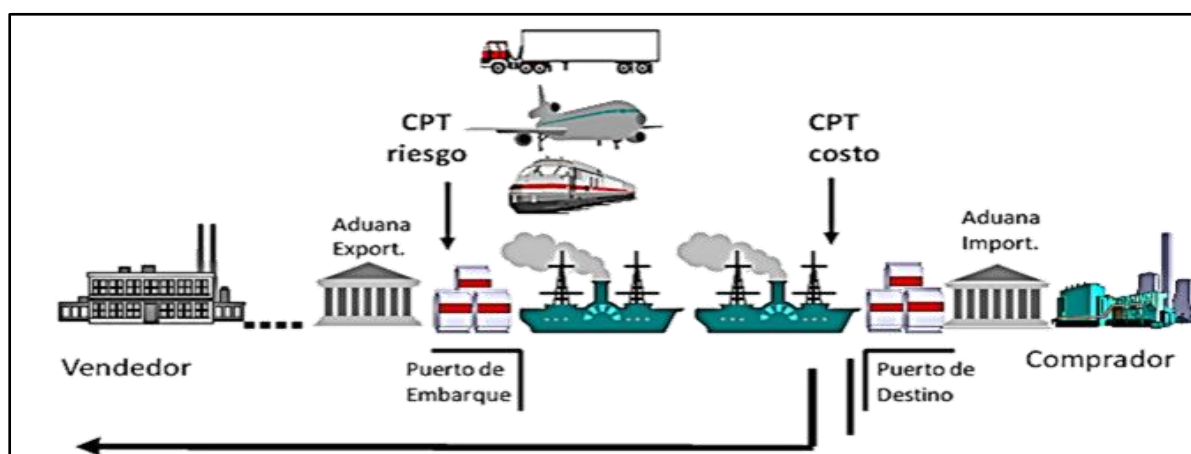 CPT
riesgo
CPT
costo
Aduana
Export.
Aduana
Import.
Vendedor
Puerto de
Embarque
Puerto de
Destino
Comprador